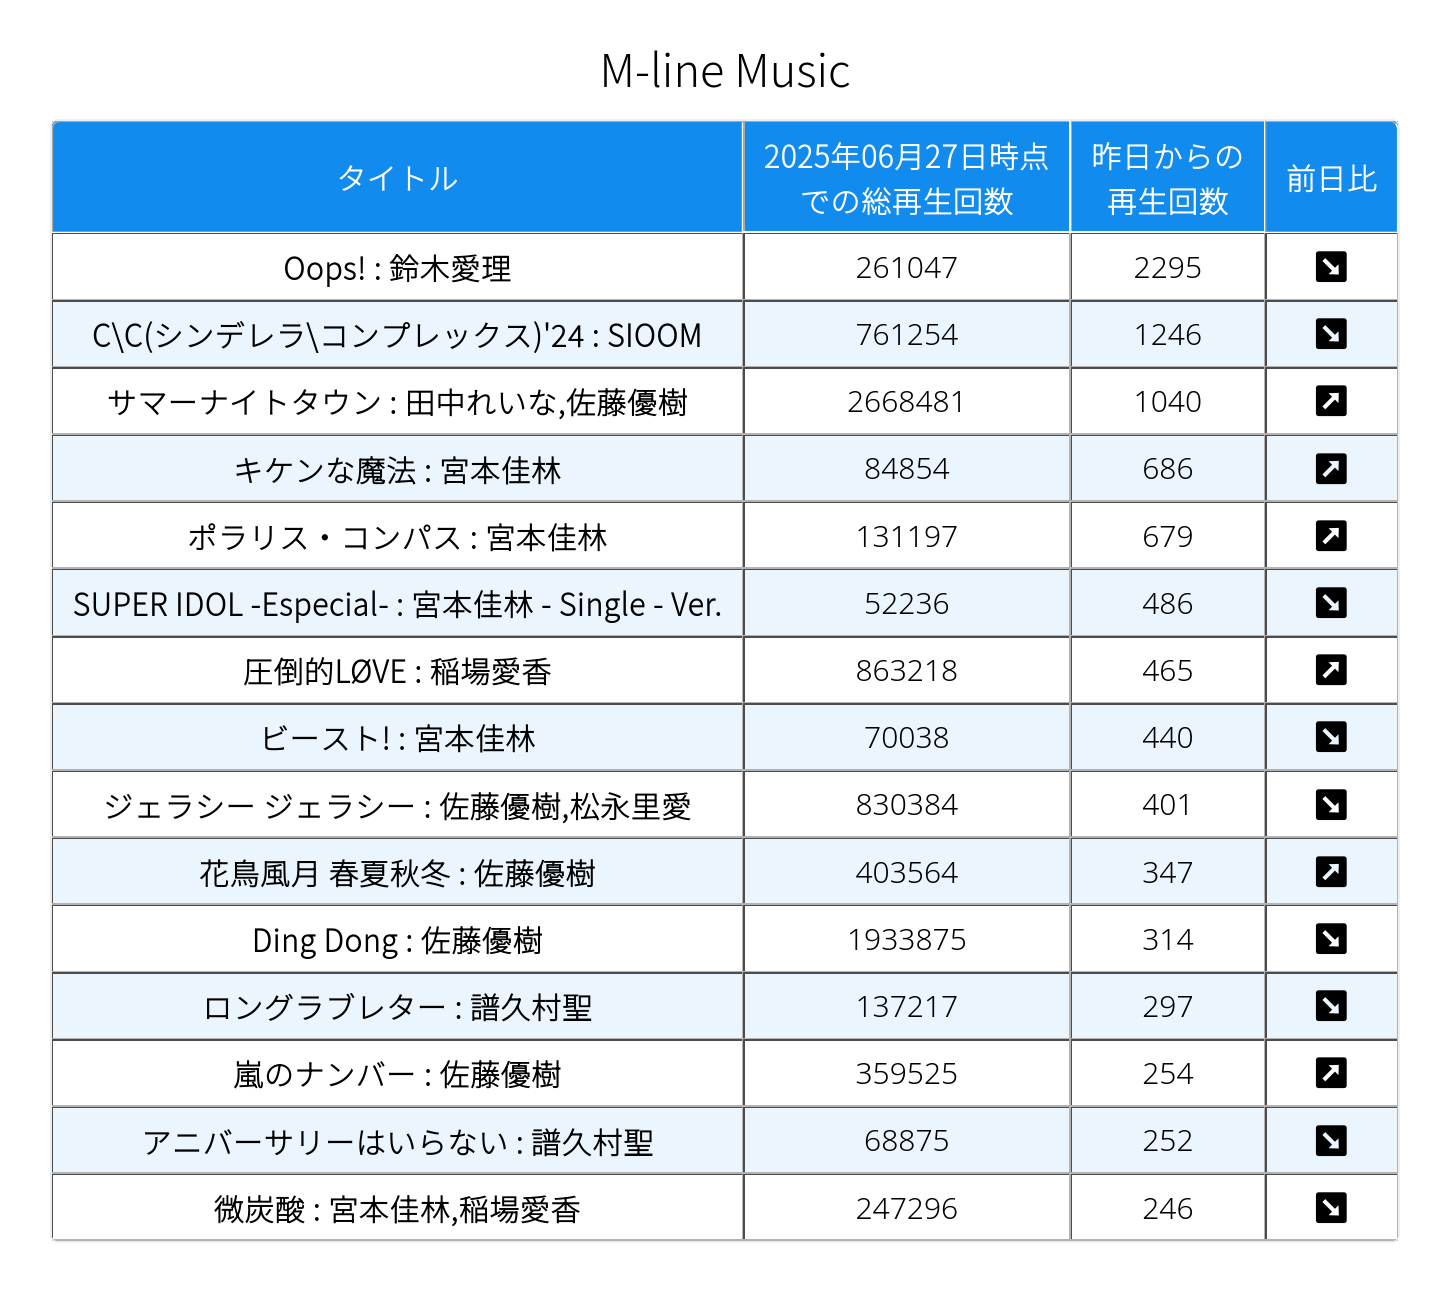 M-line Music
タイトル 2025年06月27日時点での総再生回数 昨日からの再生回数 前日比
Oops! : 鈴木愛理 261047 2295 ↘
C\C(シンデレラ\コンプレックス)'24 : SIOOM 761254 1246 ↘
サマーナイトタウン : 田中れいな,佐藤優樹 2668481 1040 ↗
キケンな魔法 : 宮本佳林 84854 686 ↗
ポラリス・コンパス : 宮本佳林 131197 679 ↗
SUPER IDOL -Especial- : 宮本佳林 - Single - Ver. 52236 486 ↘
圧倒的LØVE : 稲場愛香 863218 465 ↗
ビースト! : 宮本佳林 70038 440 ↘
ジェラシー ジェラシー : 佐藤優樹,松永里愛 830384 401 ↘
花鳥風月 春夏秋冬 : 佐藤優樹 403564 347 ↗
Ding Dong : 佐藤優樹 1933875 314 ↘
ロングラブレター : 譜久村聖 137217 297 ↘
嵐のナンバー : 佐藤優樹 359525 254 ↗
アニバーサリーはいらない : 譜久村聖 68875 252 ↘
微炭酸 : 宮本佳林,稲場愛香 247296 246 ↘